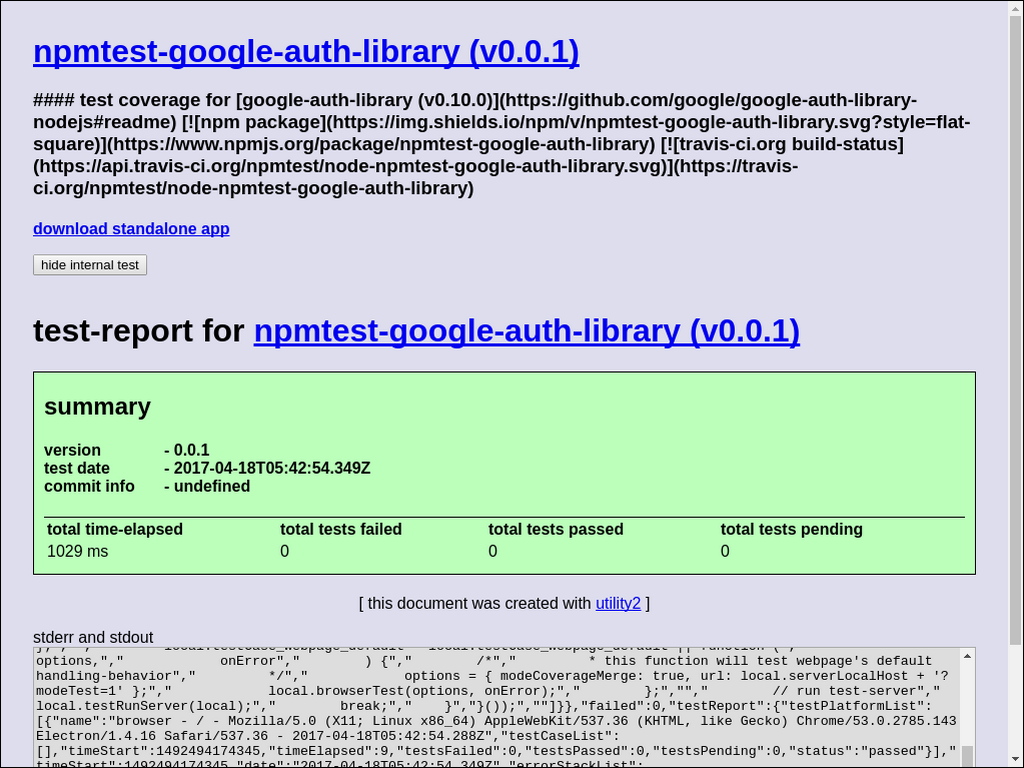 npmtest-google-auth-library (v0.0.1)
#### test coverage for [google-auth-library (v0.10.0)](https://github.com/google/google-auth-library-
nodejs#readme) [![npm package](https://img.shields.io/npm/v/npmtest-google-auth-library.svg?style=flat-
square)](https://www.npmjs.org/package/npmtest-google-auth-library) [![travis-ci.org build-status]
(https://api.travis-ci.org/npmtest/node-npmtest-google-auth-library.svg)](https://travis-
ci.org/npmtest/node-npmtest-google-auth-library)
download standalone app
hide internal test
test-report for npmtest-google-auth-library (v0.0.1)
summary
version - 0.0.1
test date - 2017-04-18T05:42:54.349Z
commit info - undefined
total time-elapsed total tests failed total tests passed total tests pending
1029 ms 0 0 0
[ this document was created with utility2 ]
stderr and stdout
options," " onError"," ) {"," /*"," * this function will test webpage's default
handling-behavior"," */"," options = { modeCoverageMerge: true, url: local.serverLocalHost + '?
modeTest=1' };"," local.browserTest(options, onError);"," };",""," // run test-server","
local.testRunServer(local);"," break;"," }","}());",""]}},"failed":0,"testReport":{"testPlatformList":
[{"name":"browser - / - Mozilla/5.0 (X11; Linux x86_64) AppleWebKit/537.36 (KHTML, like Gecko) Chrome/53.0.2785.143
Electron/1.4.16 Safari/537.36 - 2017-04-18T05:42:54.288Z","testCaseList":
[],"timeStart":1492494174345,"timeElapsed":9,"testsFailed":0,"testsPassed":0,"testsPending":0,"status":"passed"}],"
timeStart":1492494174345,"date":"2017-04-18T05:42:54.349Z","errorStackList":